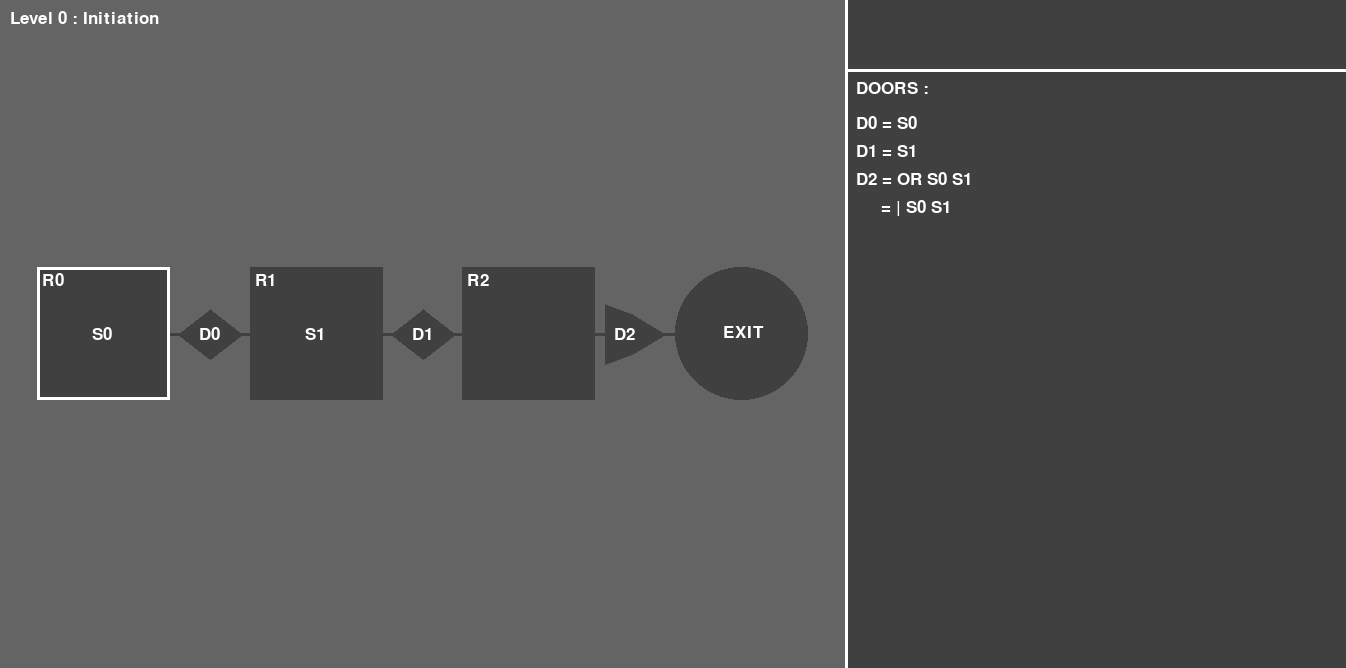 Level 0 : Initiation
DOORS :
D0 = S0
D1 = S1
D2 = OR S0 S1
= | S0 S1
R0
R1
R2
S0
D0
S1
D1
D2
EXIT